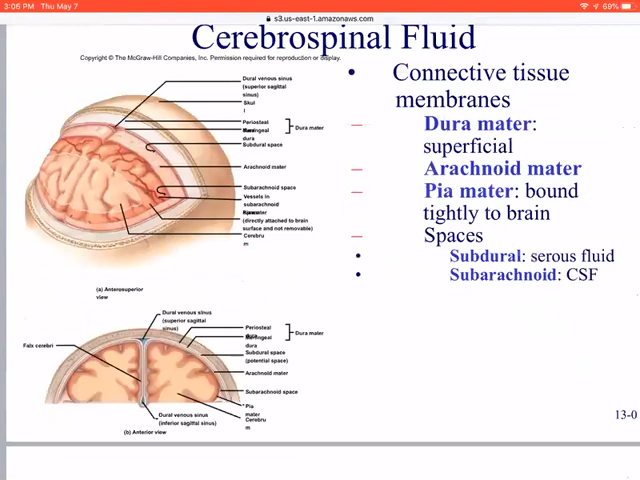 3:06 PM Thu May 7
69%
s3.us-east-1.amazonaws.com
Cerebrospinal Fluid
Copyright © The McGraw-Hill Companies, Inc. Permission required for reproduction or display.
Dural venous sinus
(superior sagittal
sinus)
Skul
l
Periosteal
dura
Meningeal
Dura mater
Subdural space
Arachnoid mater
Subarachnoid space
Vessels in
subarachnoid
(directly attached to brain
surface and not removable)
Cerebru
m
(a) Anterosuperior
view
• Connective tissue
membranes
– Dura mater:
superficial
– Arachnoid mater
– Pia mater: bound
tightly to brain
– Spaces
• Subdural: serous fluid
• Subarachnoid: CSF
Dural venous sinus
(superior sagittal
sinus)
Falx cerebri
Periosteal
dura
Meningeal
dura
Dura mater
Subdural space
(potential space)
Arachnoid mater
Subarachnoid space
Pia
mater
Cerebru
m
Dural venous sinus
(inferior sagittal sinus)
(b) Anterior view
13-0